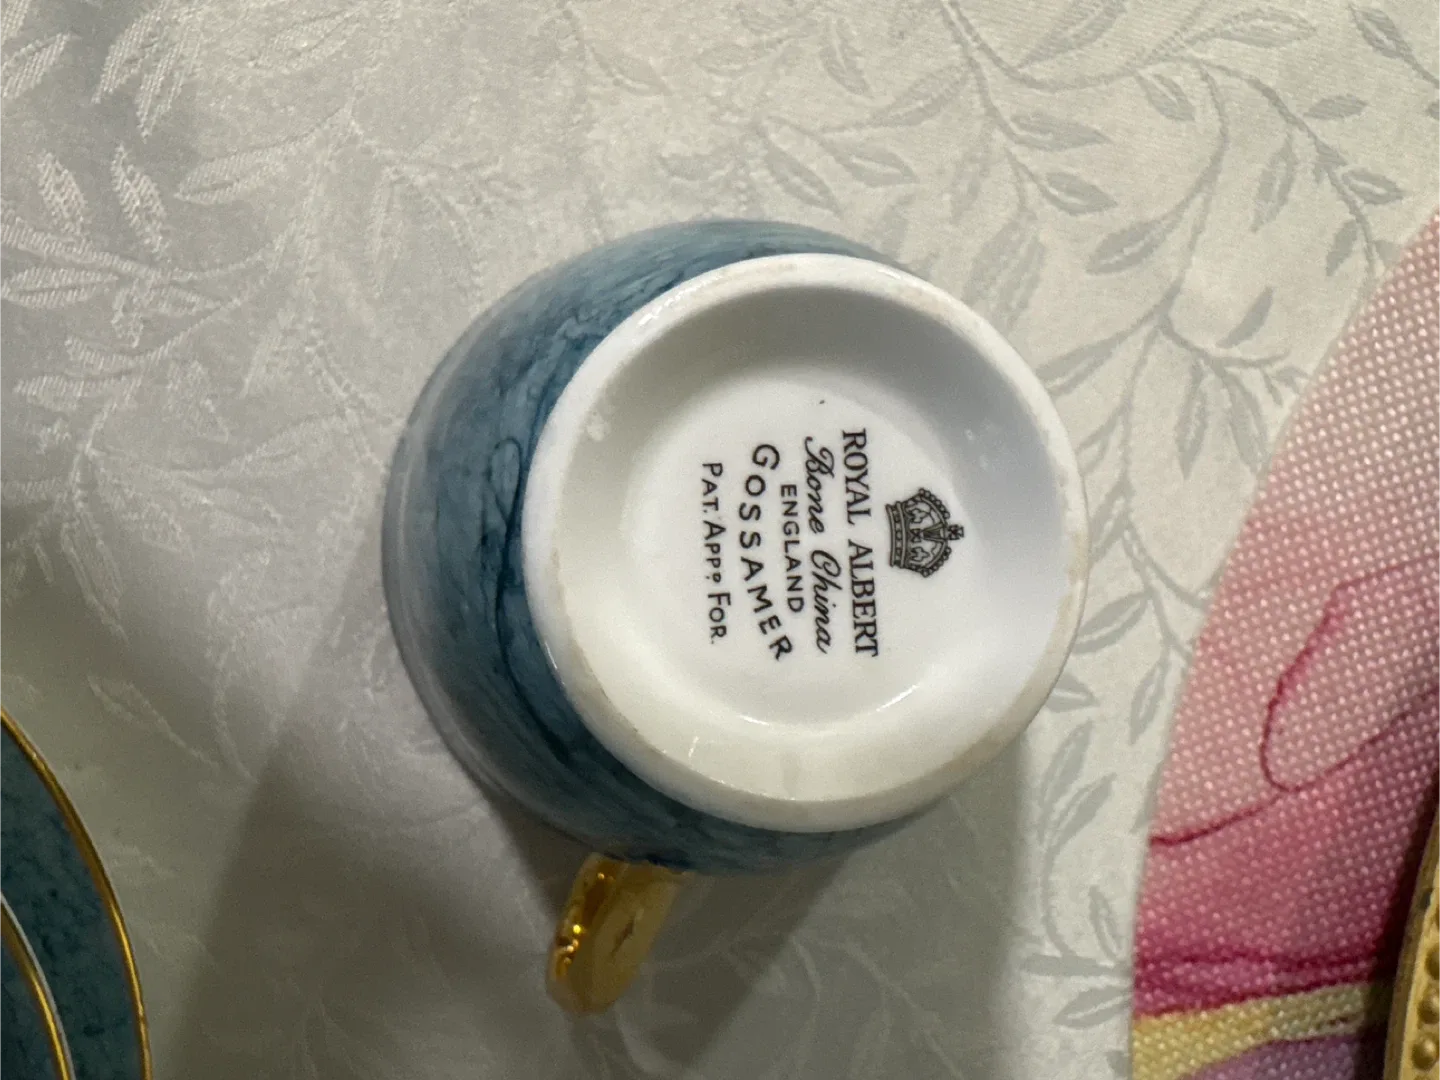 ROYAL ALBERT
Bone China
ENGLAND
GOSSAMER
PAT. APPD FOR.